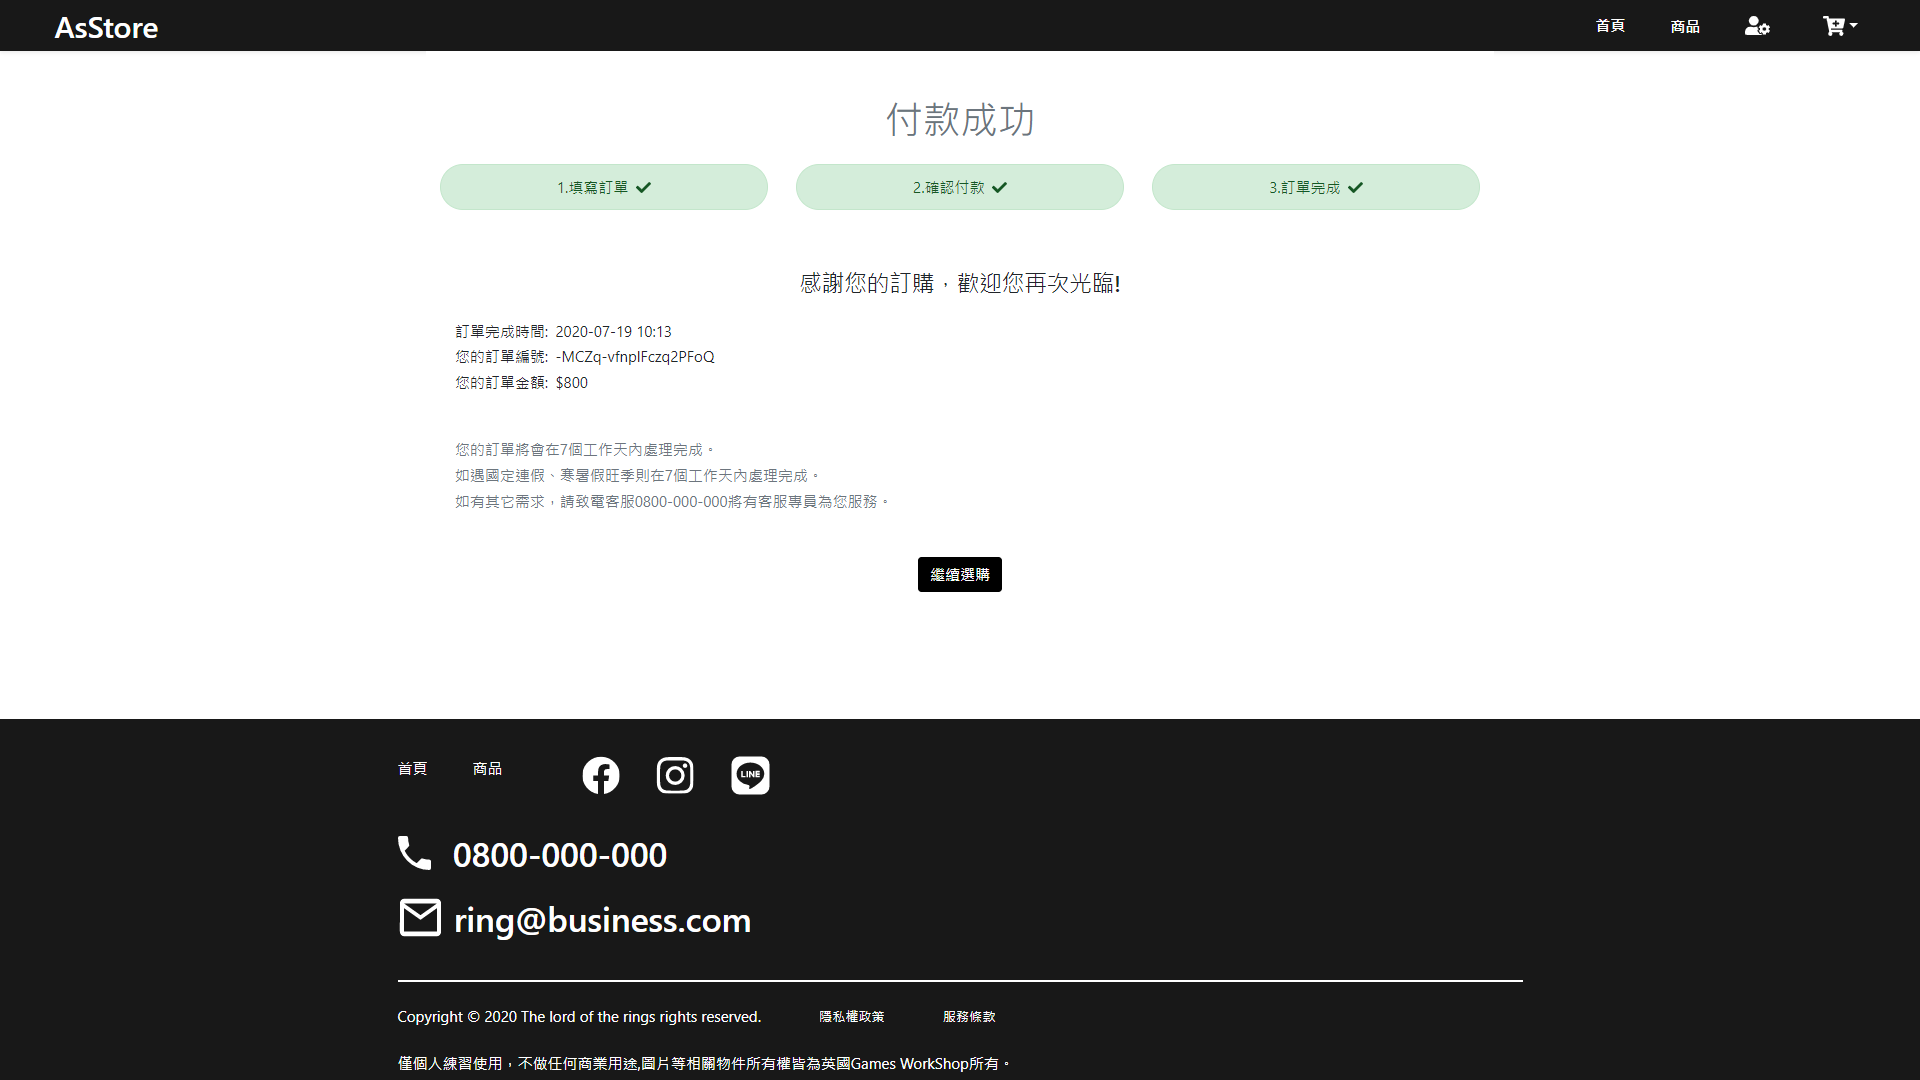 AsStore
首頁 商品
付款成功
1.填寫訂單
2.確認付款
3.訂單完成
感謝您的訂購，歡迎您再次光臨!
訂單完成時間: 2020-07-19 10:13
您的訂單編號: -MCZq-vfnplFczq2PFoQ
您的訂單金額: $800
您的訂單將會在7個工作天內處理完成。
如遇國定連假、寒暑假旺季則在7個工作天內處理完成。
如有其它需求，請致電客服0800-000-000將有客服專員為您服務。
繼續選購
首頁 商品
LINE
0800-000-000
ring@business.com
Copyright © 2020 The lord of the rings rights reserved. 隱私權政策 服務條款
僅個人練習使用，不做任何商業用途,圖片等相關物件所有權皆為英國Games WorkShop所有。